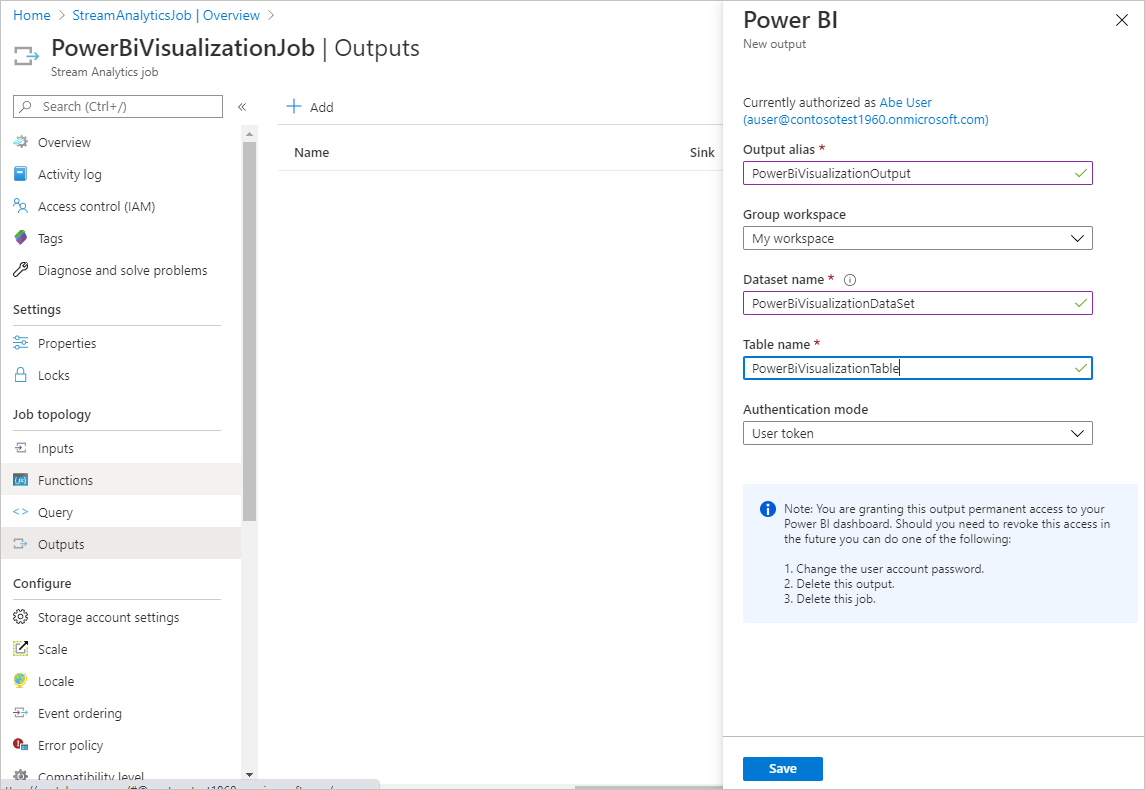 Home > StreamAnalyticsJob | Overview >
PowerBiVisualizationJob | Outputs
Stream Analytics job
Search (Ctrl+/)
«
Overview
Activity log
Access control (IAM)
Tags
Diagnose and solve problems
Settings
Properties
Locks
Job topology
Inputs
Functions
Query
Outputs
Configure
Storage account settings
Scale
Locale
Event ordering
Error policy
Compatibility level
+ Add
Name Sink
Power BI
New output
Currently authorized as Abe User
(auser@contosotest1960.onmicrosoft.com)
Output alias *
PowerBiVisualizationOutput
Group workspace
My workspace
Dataset name *
PowerBiVisualizationDataSet
Table name *
PowerBiVisualizationTable
Authentication mode
User token
Note: You are granting this output permanent access to your
Power BI dashboard. Should you need to revoke this access in
the future you can do one of the following:
1. Change the user account password.
2. Delete this output.
3. Delete this job.
Save